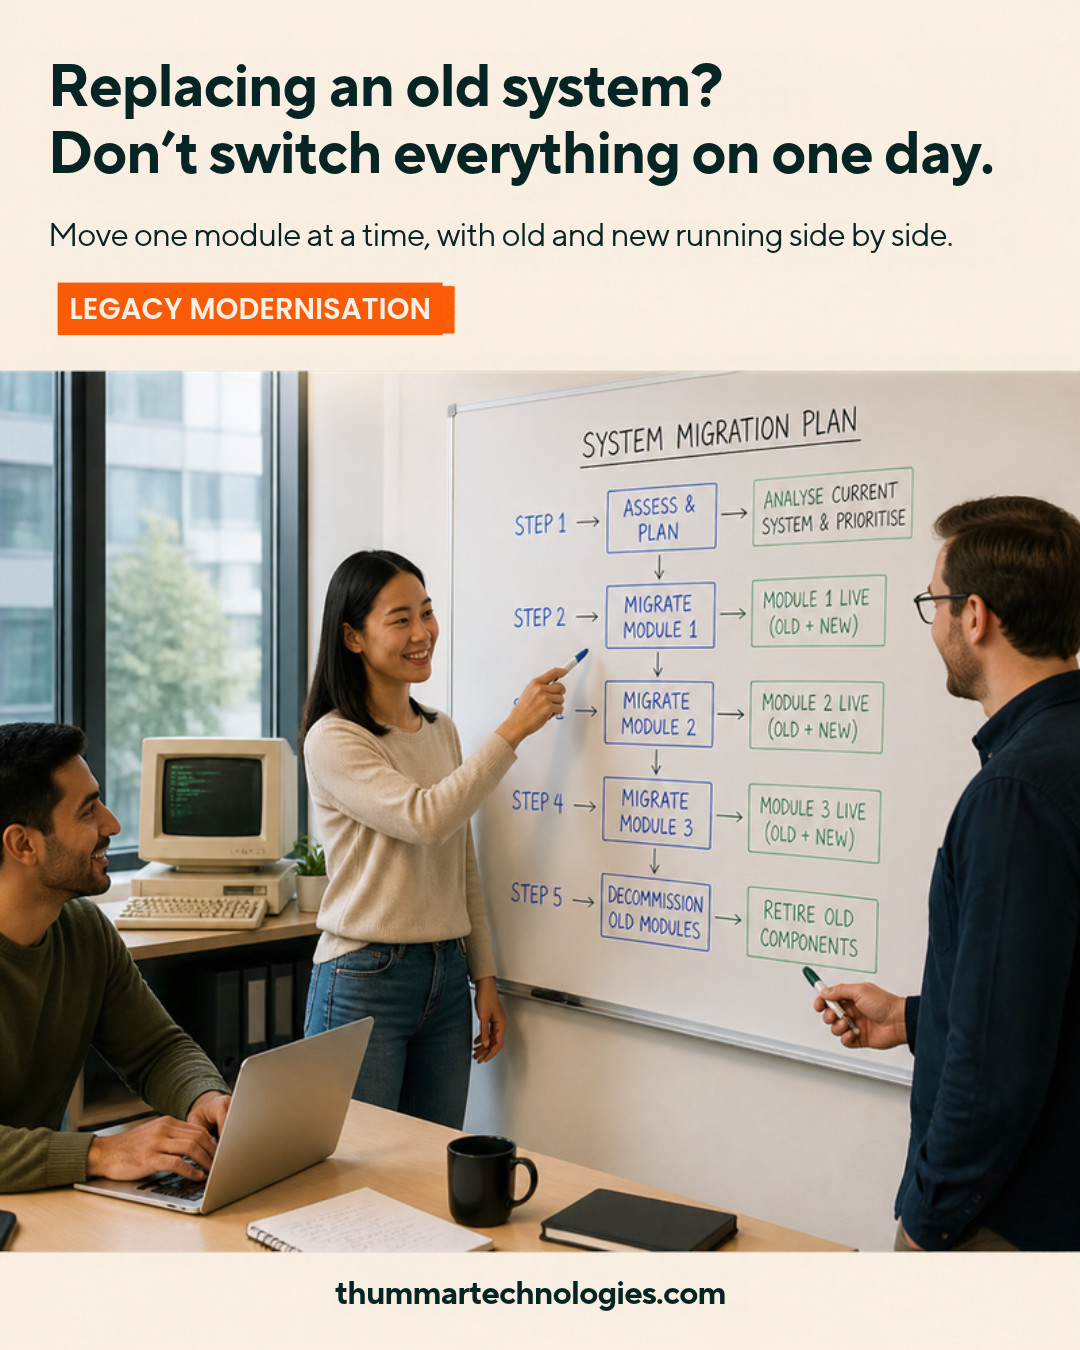 Replacing an old system?
Don't switch everything on one day.
Move one module at a time, with old and new running side by side.
LEGACY MODERNISATION
SYSTEM MIGRATION PLAN
STEP 1
ASSESS &
PLAN
ANALYSE CURRENT
SYSTEM & PRIORITISE
STEP 2
MIGRATE
MODULE 1
MODULE 1 LIVE
(OLD + NEW)
MIGRATE
MODULE 2
MODULE 2 LIVE
(OLD + NEW)
STEP 4
MIGRATE
MODULE 3
MODULE 3 LIVE
(OLD + NEW)
STEP 5
DECOMMISSION
OLD MODULES
RETIRE OLD
COMPONENTS
thummartechnologies.com